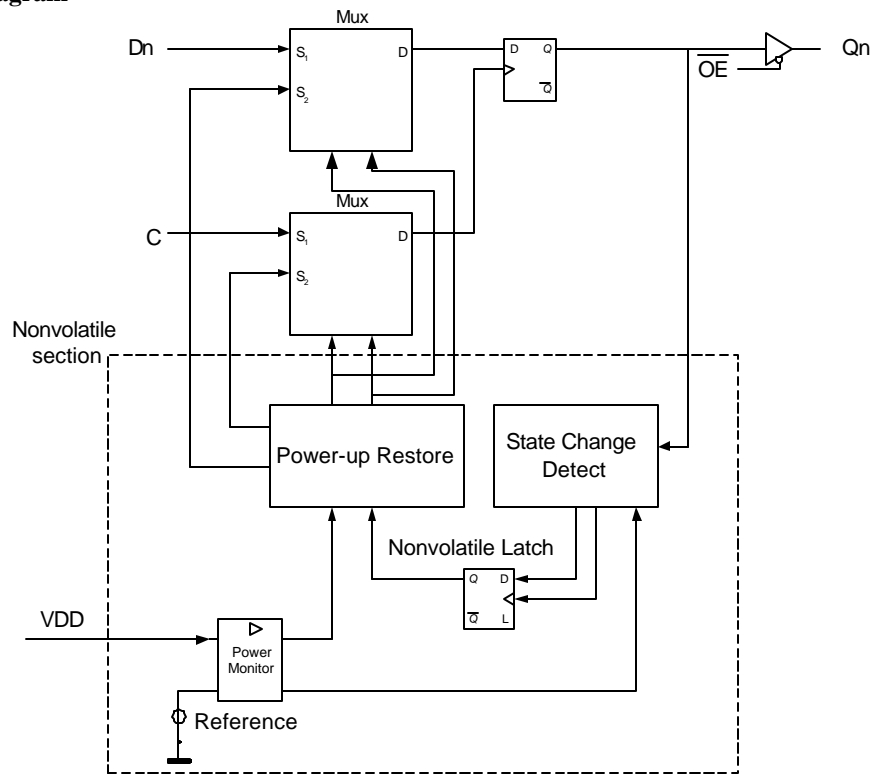 agram
Mux
Dn
S1
D
S2
D
Q
Q̅
O̅E̅
Qn
Mux
C
S1
D
S2
Nonvolatile
section
Power-up Restore
State Change
Detect
Nonvolatile Latch
Q
D
Q̅
L
VDD
Power
Monitor
Reference